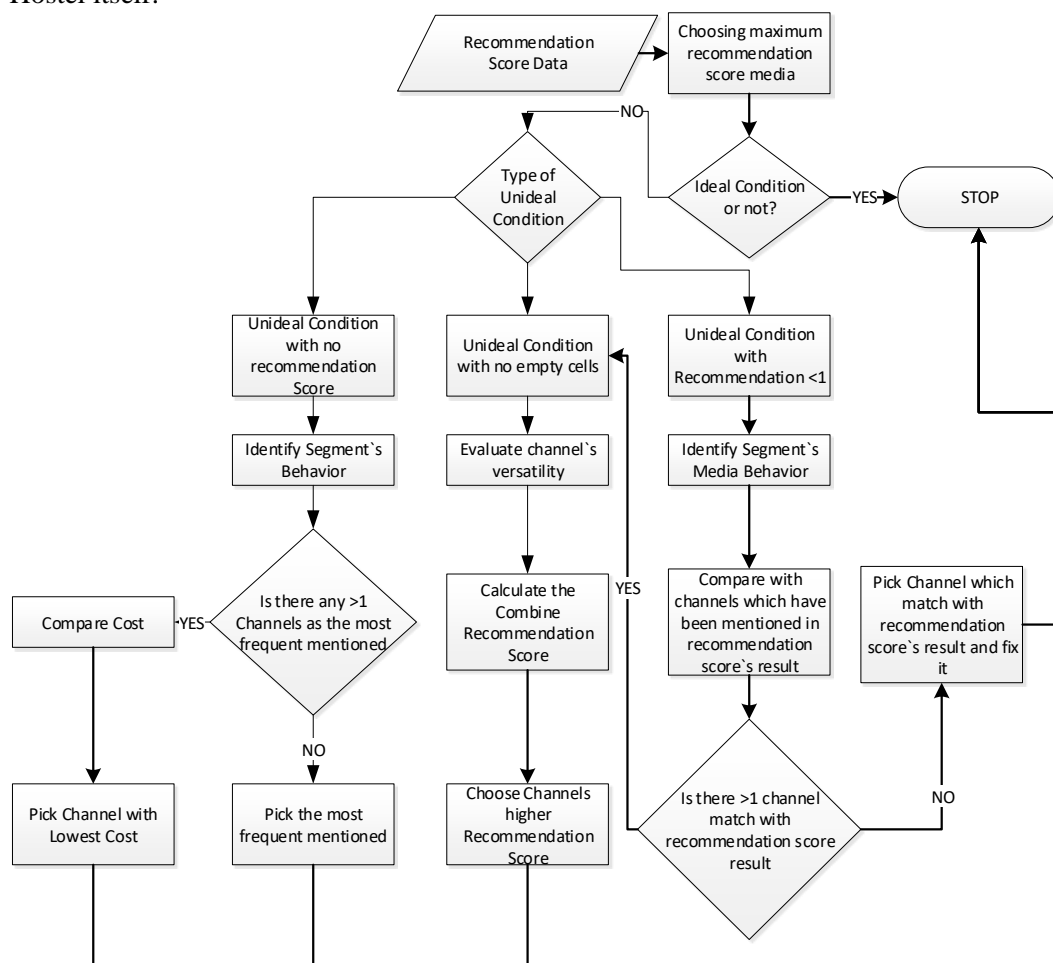 Hostel itself.
Recommendation
Score Data
Choosing maximum
recommendation
score media
NO
Type of
Unideal
Condition
Ideal Condition
or not?
YES
STOP
Unideal Condition
with no
recommendation
Score
Unideal Condition
with no empty cells
Unideal Condition
with
Recommendation <1
Identify Segment`s
Behavior
Evaluate channel`s
versatility
Identify Segment`s
Media Behavior
Is there any >1
Channels as the most
frequent mentioned
YES
Compare Cost
Calculate the
Combine
Recommendation
Score
YES
Compare with
channels which have
been mentioned in
recommendation
score`s result
Pick Channel which
match with
recommendation
score`s result and fix
it
NO
Pick Channel with
Lowest Cost
Pick the most
frequent mentioned
Choose Channels
higher
Recommendation
Score
Is there >1 channel
match with
recommendation score
result
NO